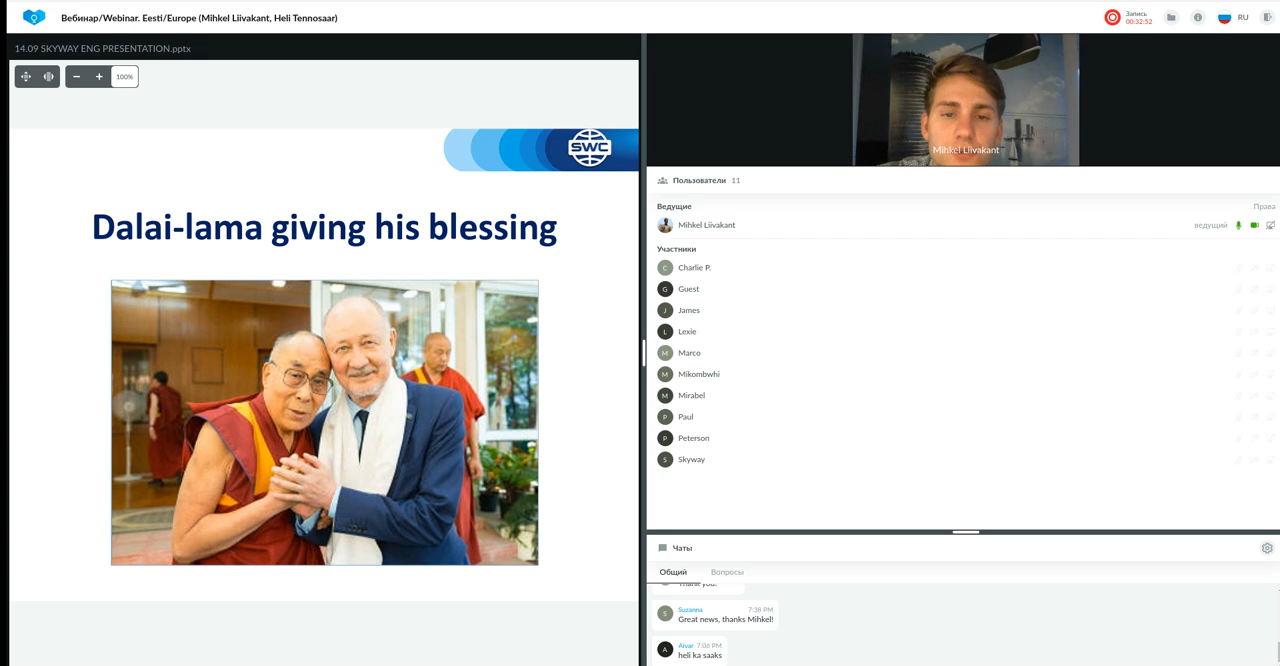 Вебинар/Webinar. Eesti/Europe (Mihkel Liivakant, Heli Tennosaar)
Запись
00:32:52
RU
14.09 SKYWAY ENG PRESENTATION.pptx
100%
SWC
Dalai-lama giving his blessing
Mihkel Liivakant
Пользователи 11
Ведущие Права
Mihkel Liivakant ведущий
Участники
C Charlie P.
G Guest
J James
L Lexie
M Marco
M Mikombwhi
M Mirabel
P Paul
P Peterson
S Skyway
Чаты
Общий Вопросы
Thank you!
S Suzanna 7:38 PM
Great news, thanks Mihkel!
A Aivar 7:06 PM
heli ka saaks